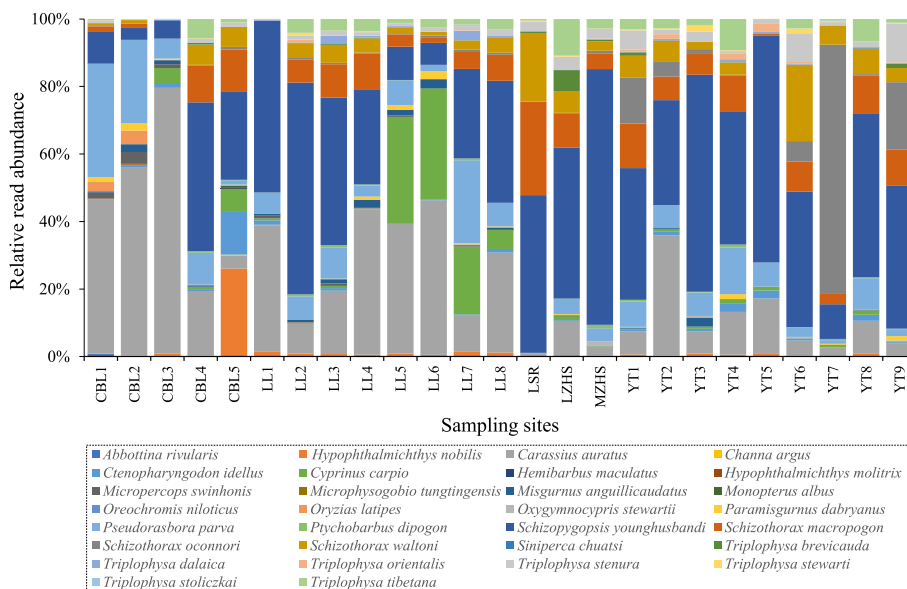 100%
80%
60%
40%
20%
0%
Relative read abundance
CBL1 CBL2 CBL3 CBL4 CBL5 LL1 LL2 LL3 LL4 LL5 LL6 LL7 LL8 LSR LZHS MZHS YT1 YT2 YT3 YT4 YT5 YT6 YT7 YT8 YT9
Sampling sites
Abbottina rivularis Hypophthalmichthys nobilis Carassius auratus Channa argus
Ctenopharyngodon idellus Cyprinus carpio Hemibarbus maculatus Hypophthalmichthys molitrix
Micropercops swinhonis Microphysogobio tungtingensis Misgurnus anguillicaudatus Monopterus albus
Oreochromis niloticus Oryzias latipes Oxygymnocypris stewartii Paramisgurnus dabryanus
Pseudorasbora parva Ptychobarbus dipogon Schizopygopsis younghusbandi Schizothorax macropogon
Schizothorax oconnori Schizothorax waltoni Siniperca chuatsi Triplophysa brevicauda
Triplophysa dalaica Triplophysa orientalis Triplophysa stenura Triplophysa stewarti
Triplophysa stoliczkai Triplophysa tibetana